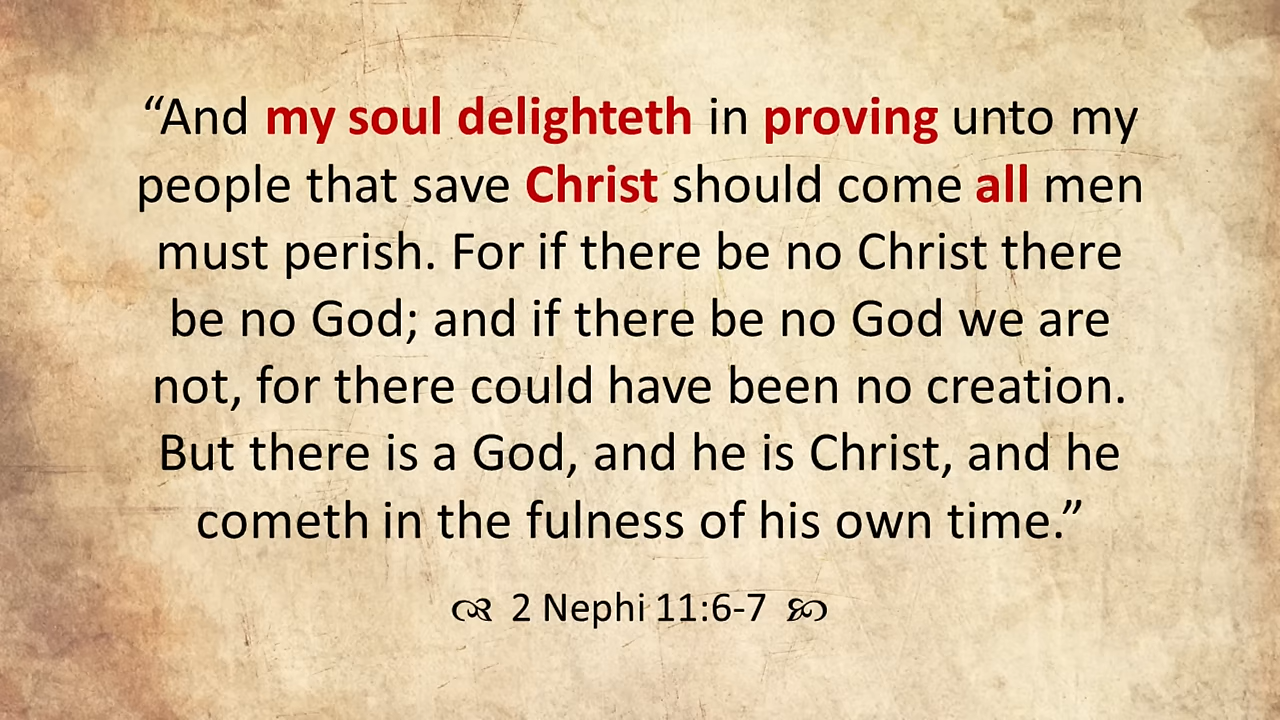 “And my soul delighteth in proving unto my
people that save Christ should come all men
must perish. For if there be no Christ there
be no God; and if there be no God we are
not, for there could have been no creation.
But there is a God, and he is Christ, and he
cometh in the fulness of his own time.”
2 Nephi 11:6-7